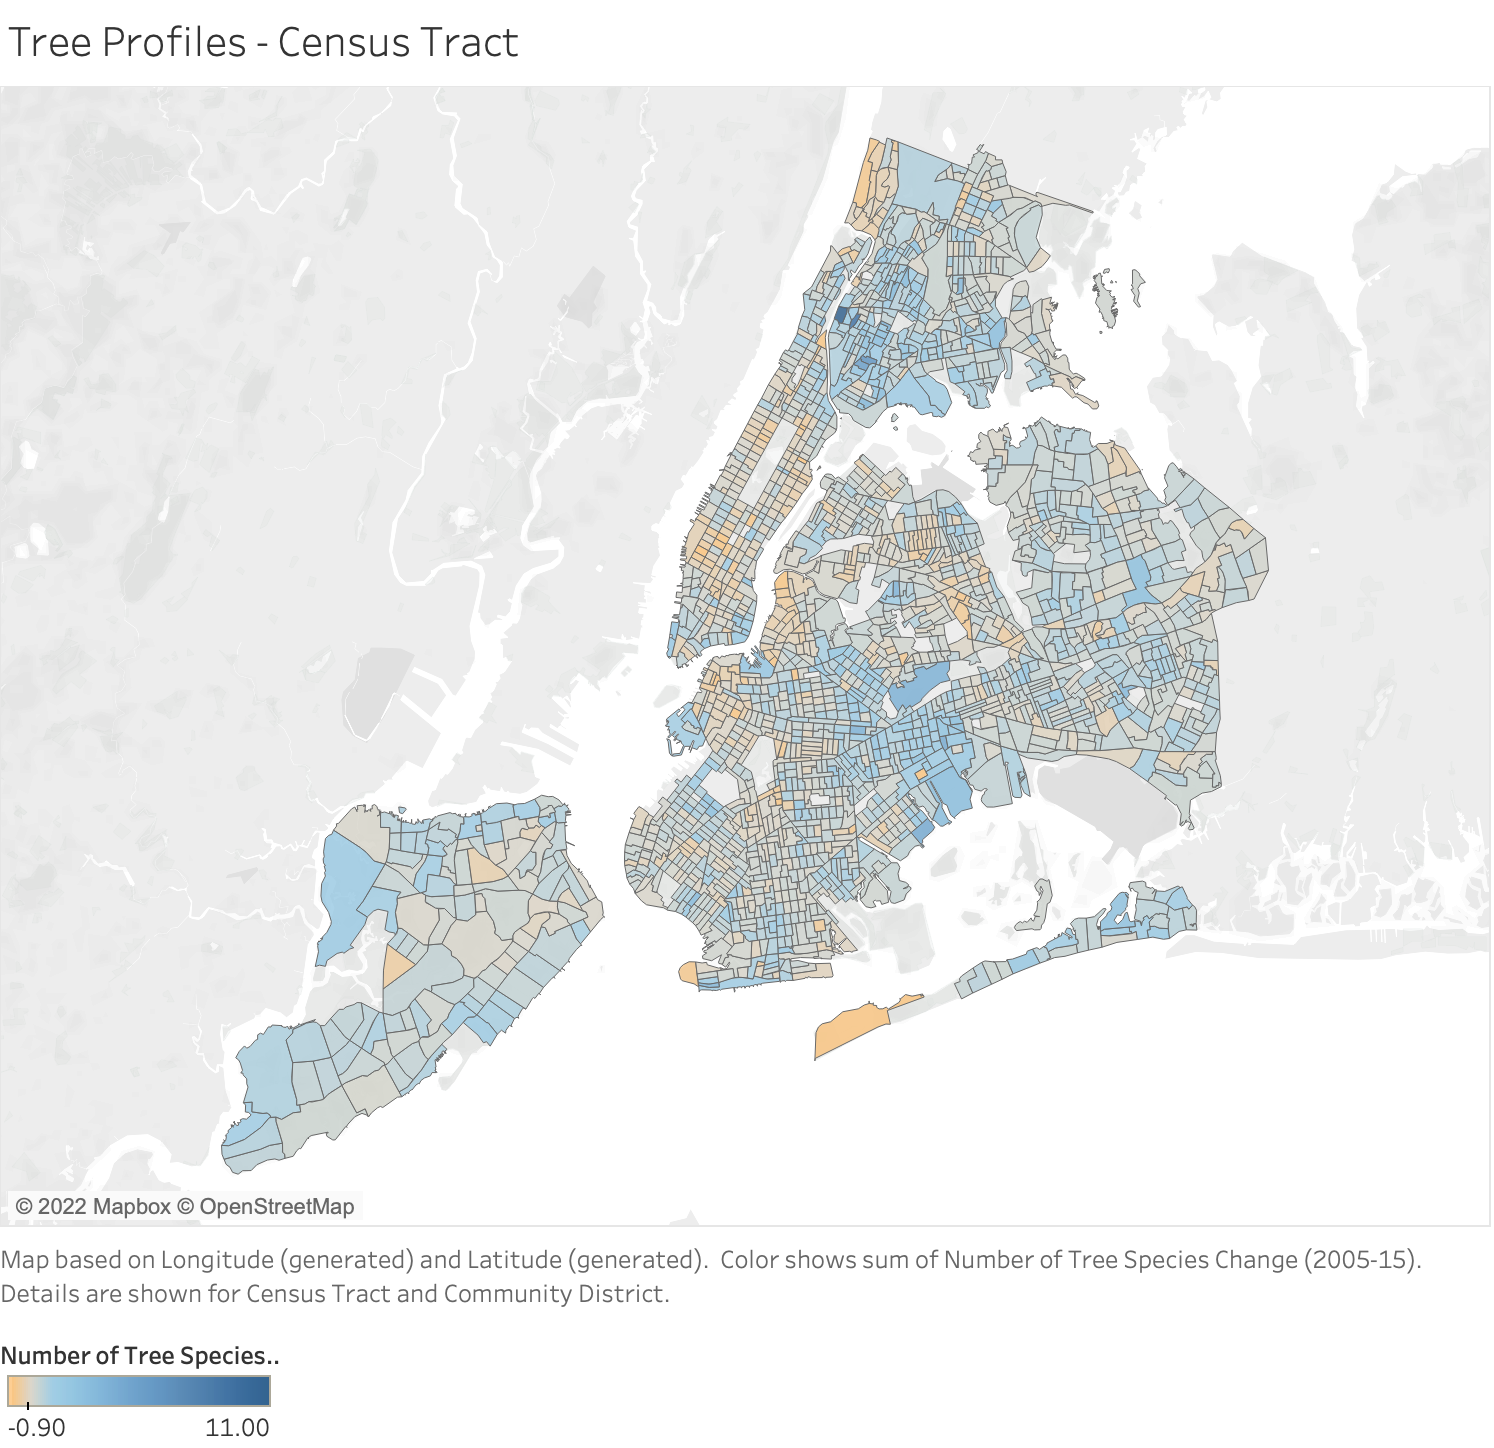 Tree Profiles - Census Tract
© 2022 Mapbox © OpenStreetMap
Map based on Longitude (generated) and Latitude (generated).  Color shows sum of Number of Tree Species Change (2005-15).
Details are shown for Census Tract and Community District.
Number of Tree Species..
-0.90 11.00